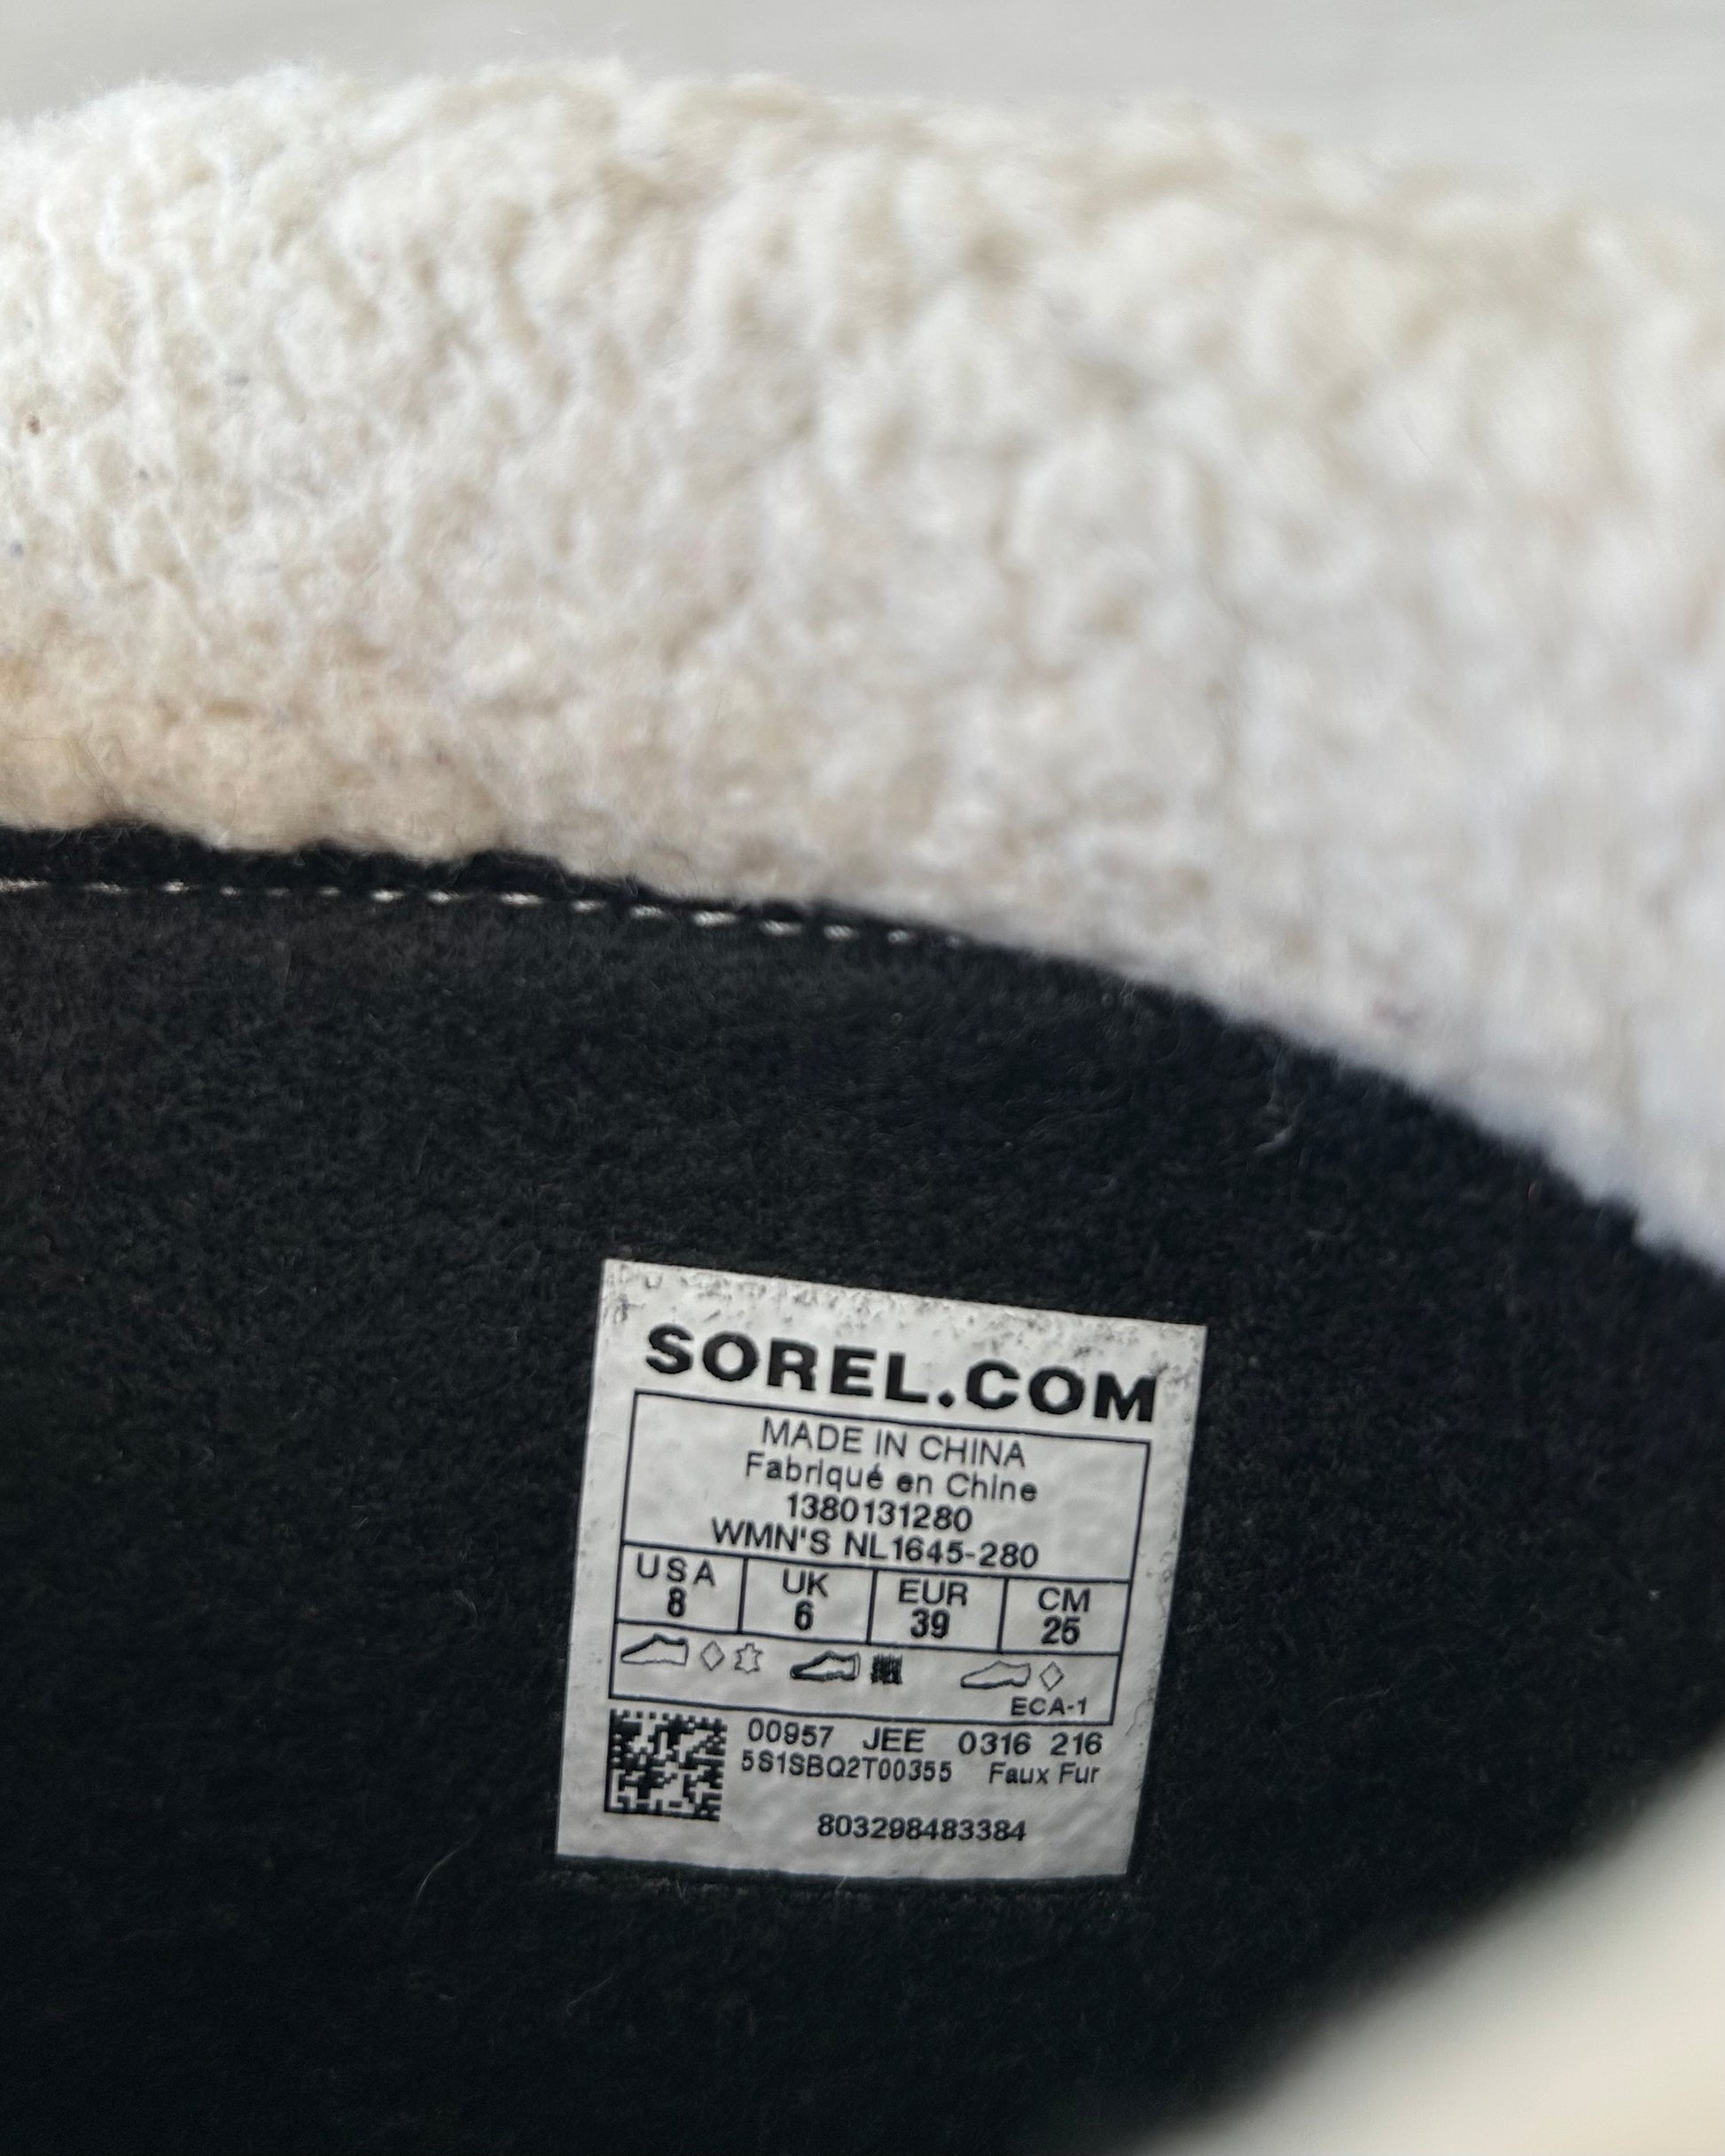 SOREL.COM
MADE IN CHINA
Fabriqué en Chine
1380131280
WMN'S NL1645-280
USA UK EUR CM
8 6 39 25
ECA-1
00957 JEE 0316 216
5S1SBQ2T00355 Faux Fur
803298483384